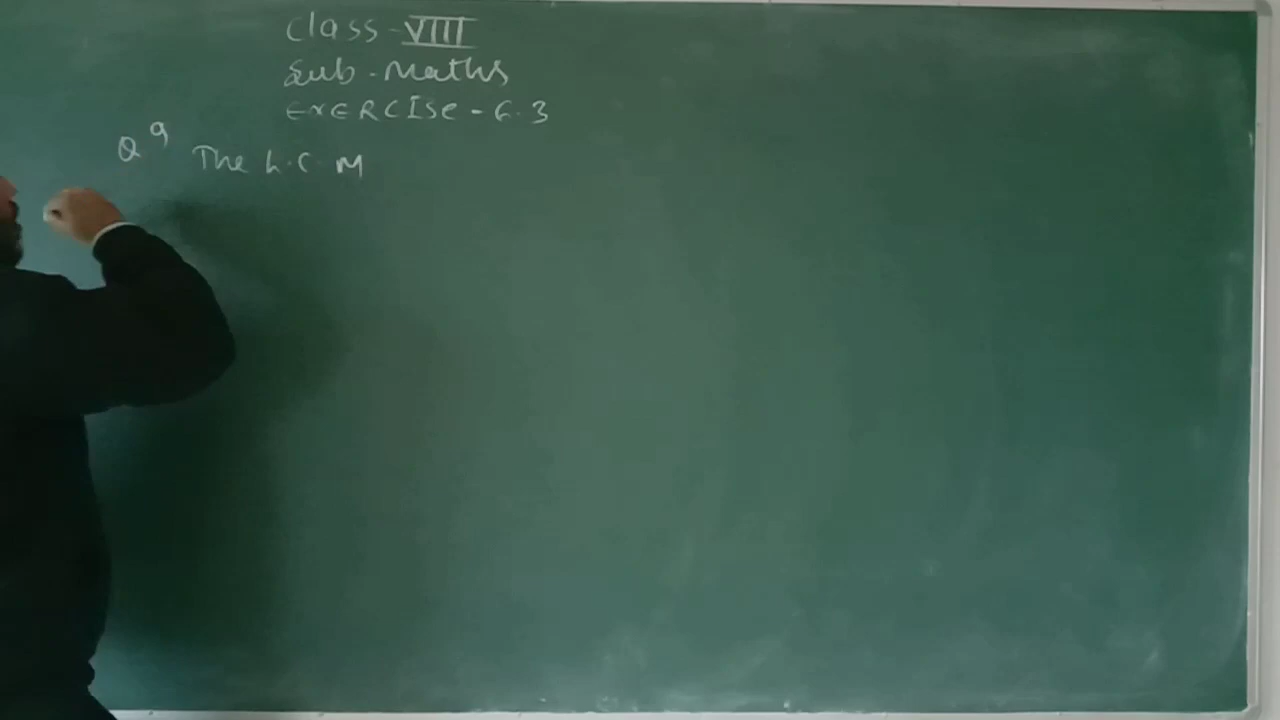 Class - VIII
Sub - Maths
EXERCISE - 6.3
Q 9 The L.C.M